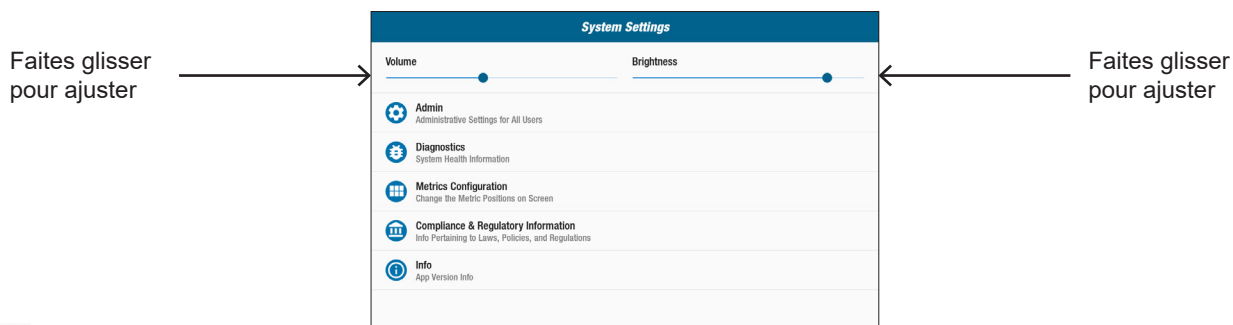 System Settings
Faites glisser
pour ajuster
Volume
Brightness
Faites glisser
pour ajuster
Admin
Administrative Settings for All Users
Diagnostics
System Health Information
Metrics Configuration
Change the Metric Positions on Screen
Compliance & Regulatory Information
Info Pertaining to Laws, Policies, and Regulations
Info
App Version Info